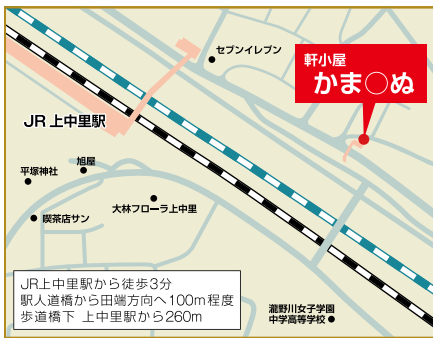 セブンイレブン
軒小屋
かま○ぬ
JR 上中里駅
旭屋
平塚神社
大林フローラ上中里
喫茶店サン
JR上中里駅から徒歩3分
駅人道橋から田端方向へ100m程度
歩道橋下 上中里駅から260m
瀧野川女子学園
中学高等学校